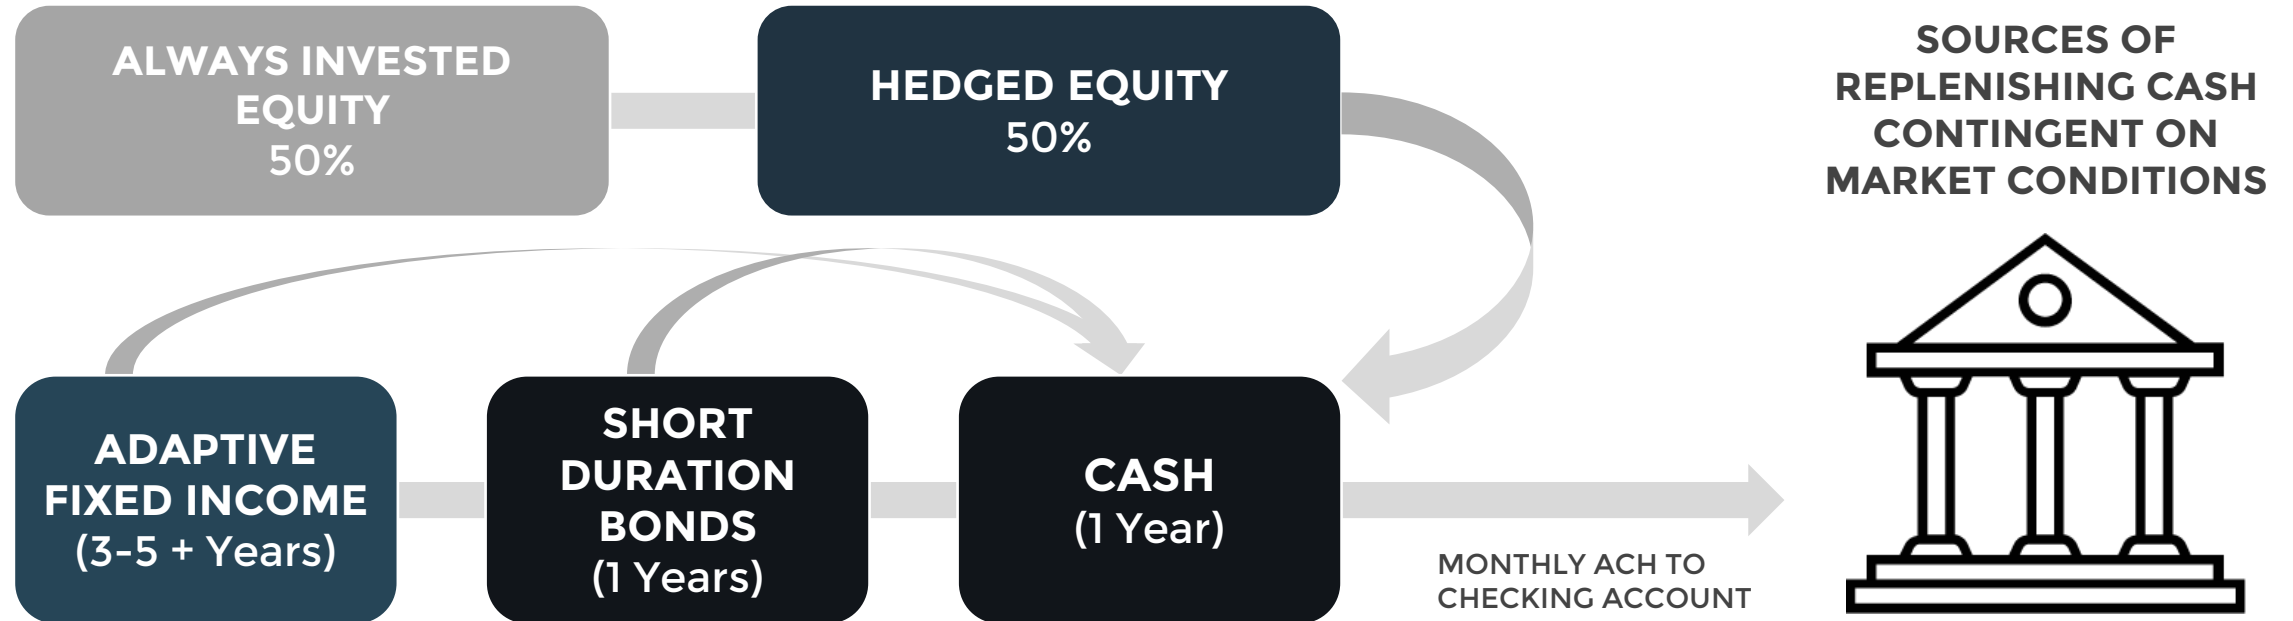 ALWAYS INVESTED
EQUITY
50%
HEDGED EQUITY
50%
SOURCES OF
REPLENISHING CASH
CONTINGENT ON
MARKET CONDITIONS
ADAPTIVE
FIXED INCOME
(3-5 + Years)
SHORT
DURATION
BONDS
(1 Years)
CASH
(1 Year)
MONTHLY ACH TO
CHECKING ACCOUNT